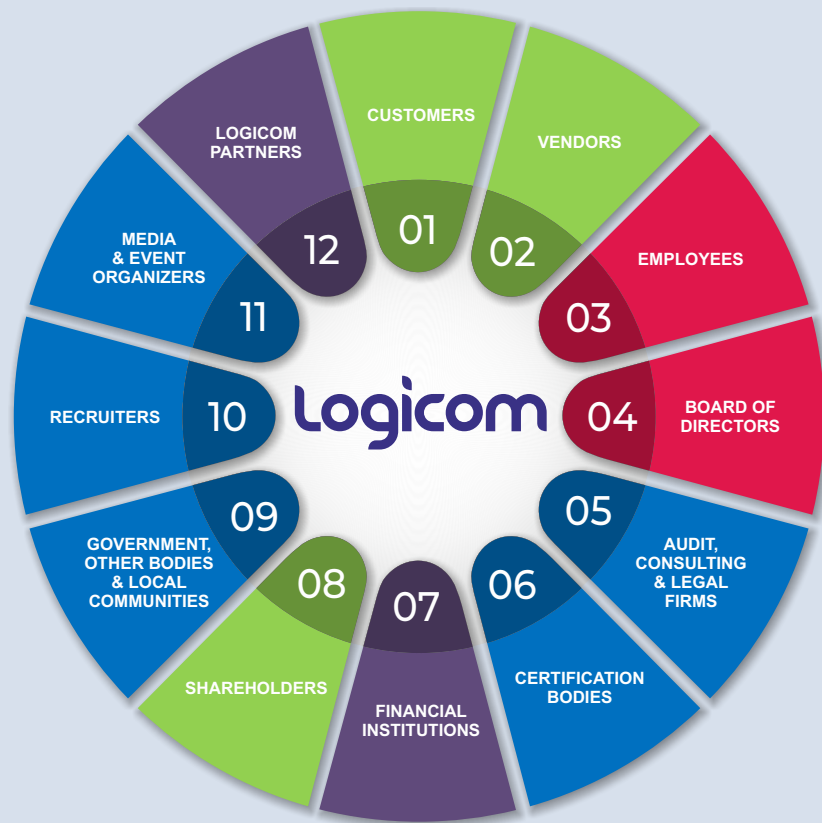 CUSTOMERS
01
VENDORS
02
EMPLOYEES
03
BOARD OF
DIRECTORS
04
AUDIT,
CONSULTING
& LEGAL
FIRMS
05
CERTIFICATION
BODIES
06
FINANCIAL
INSTITUTIONS
07
SHAREHOLDERS
08
GOVERNMENT,
OTHER BODIES
& LOCAL
COMMUNITIES
09
RECRUITERS
10
MEDIA
& EVENT
ORGANIZERS
11
LOGICOM
PARTNERS
12
Logicom